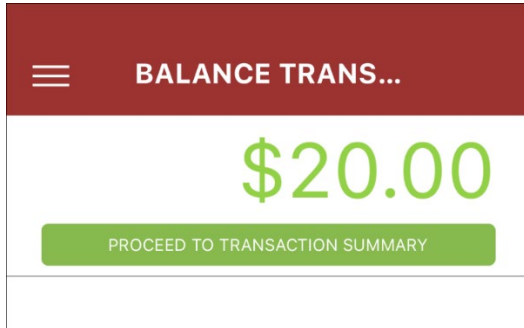 BALANCE TRANS...
$20.00
PROCEED TO TRANSACTION SUMMARY